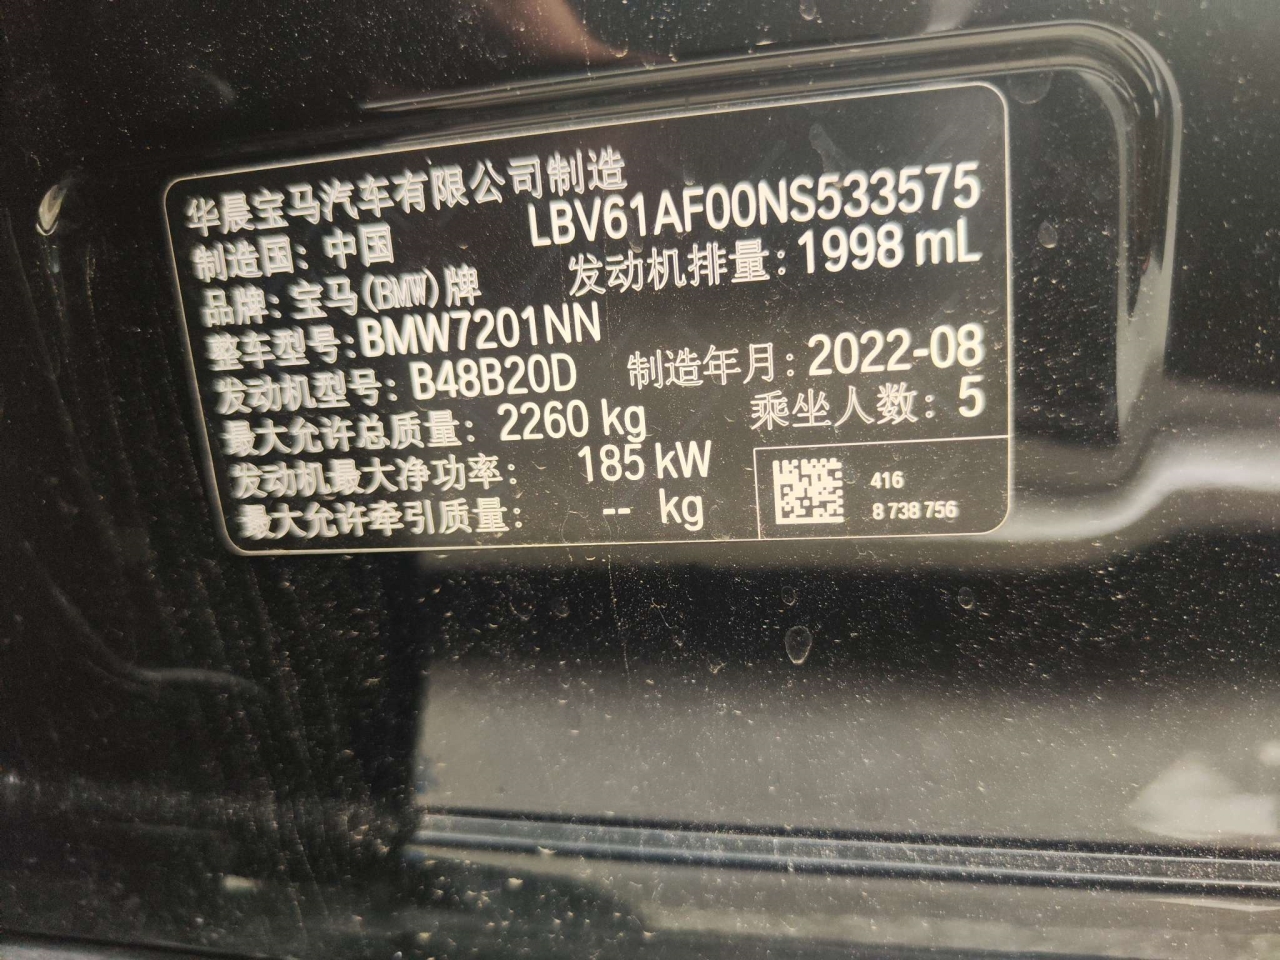 华晨宝马汽车有限公司制造
制造国：中国 LBV61AF00NS533575
品牌：宝马(BMW)牌 发动机排量：1998 mL
整车型号：BMW7201NN
发动机型号：B48B20D 制造年月：2022-08
最大允许总质量：2260 kg 乘坐人数：5
发动机最大净功率：185 kW
最大允许牵引质量：-- kg
416
8 738 756